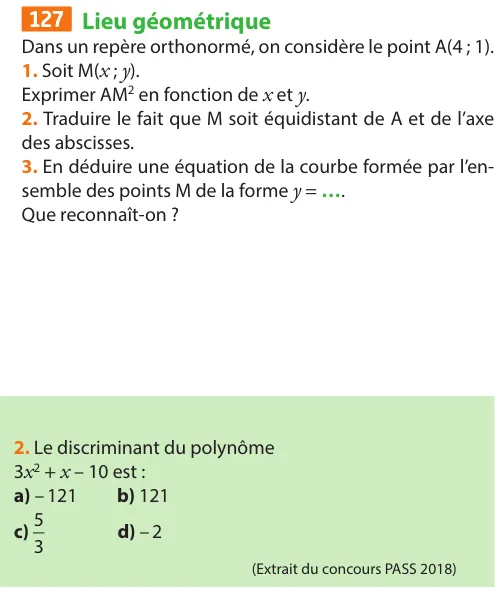 127 Lieu géométrique
Dans un repère orthonormé, on considère le point A(4 ; 1).
1. Soit M(x ; y).
Exprimer AM² en fonction de x et y.
2. Traduire le fait que M soit équidistant de A et de l'axe
des abscisses.
3. En déduire une équation de la courbe formée par l'en-
semble des points M de la forme y = ….
Que reconnaît-on ?
2. Le discriminant du polynôme
3x² + x – 10 est :
a) – 121 b) 121
c) 5/3 d) – 2
(Extrait du concours PASS 2018)